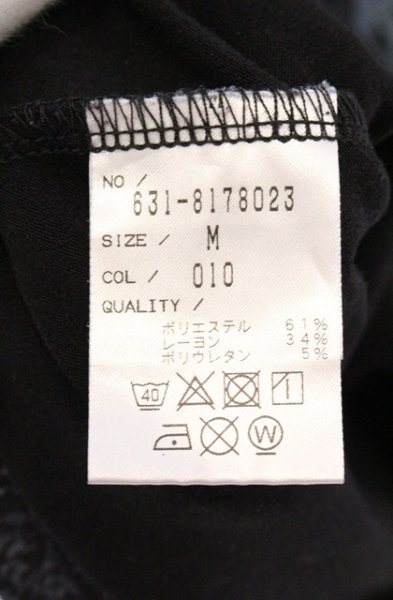 NO /
631-8178023
SIZE / M
COL / 010
QUALITY /
ポリエステル 61%
レーヨン 34%
ポリウレタン 5%
40
W